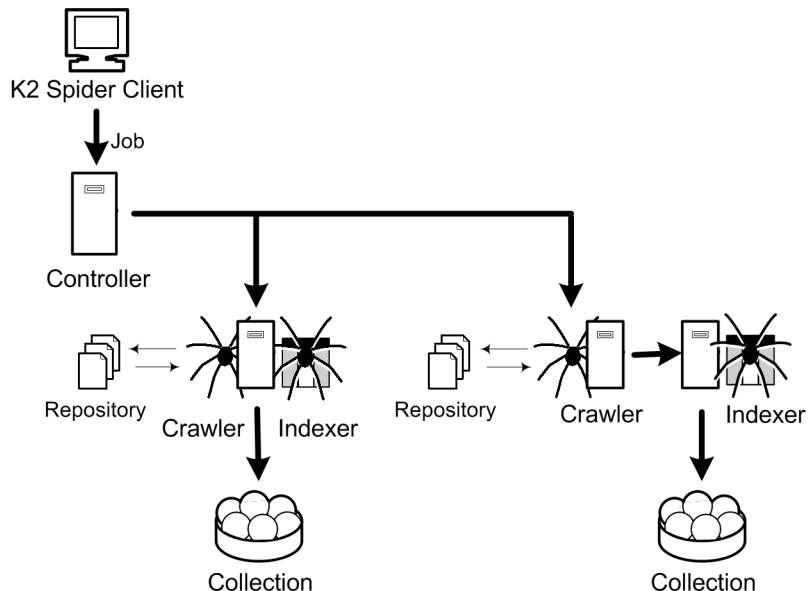 K2 Spider Client
Job
Controller
Repository
Crawler
Indexer
Repository
Crawler
Indexer
Collection
Collection